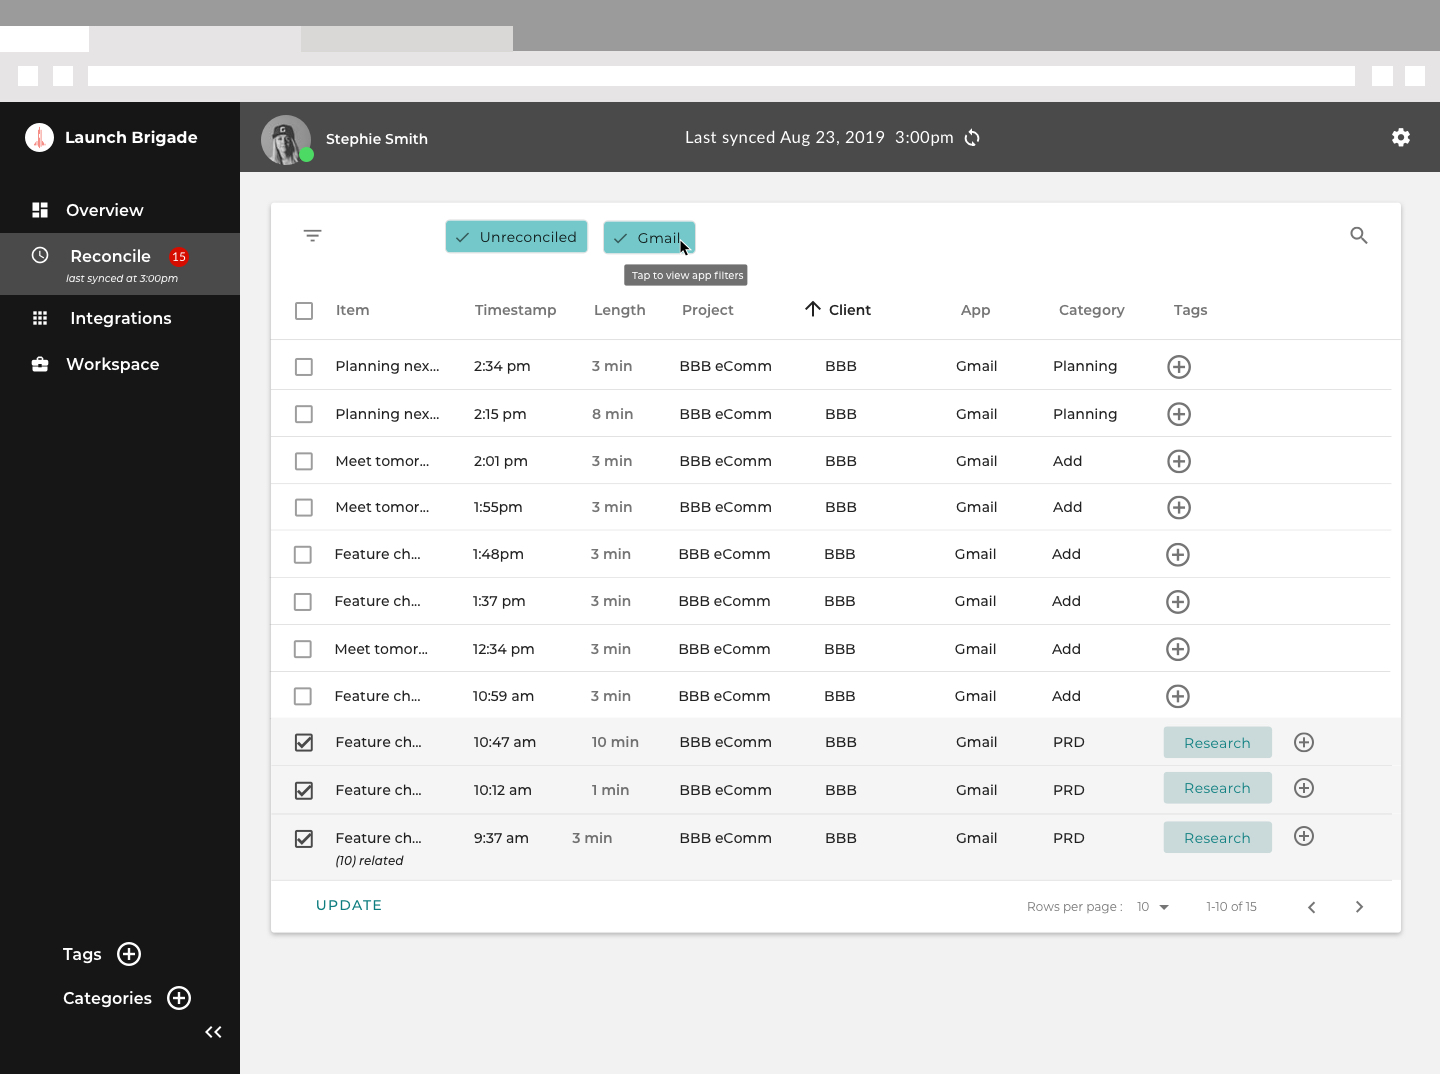 Launch Brigade
Stephie Smith
Last synced Aug 23, 2019 3:00pm
Overview
Reconcile 15
last synced at 3:00pm
Integrations
Workspace
Tags
Categories
Unreconciled Gmail
Tap to view app filters
Item Timestamp Length Project Client App Category Tags
Planning nex... 2:34 pm 3 min BBB eComm BBB Gmail Planning
Planning nex... 2:15 pm 8 min BBB eComm BBB Gmail Planning
Meet tomor... 2:01 pm 3 min BBB eComm BBB Gmail Add
Meet tomor... 1:55pm 3 min BBB eComm BBB Gmail Add
Feature ch... 1:48pm 3 min BBB eComm BBB Gmail Add
Feature ch... 1:37 pm 3 min BBB eComm BBB Gmail Add
Meet tomor... 12:34 pm 3 min BBB eComm BBB Gmail Add
Feature ch... 10:59 am 3 min BBB eComm BBB Gmail Add
Feature ch... 10:47 am 10 min BBB eComm BBB Gmail PRD Research
Feature ch... 10:12 am 1 min BBB eComm BBB Gmail PRD Research
Feature ch... 9:37 am 3 min BBB eComm BBB Gmail PRD Research
(10) related
UPDATE
Rows per page : 10 1-10 of 15